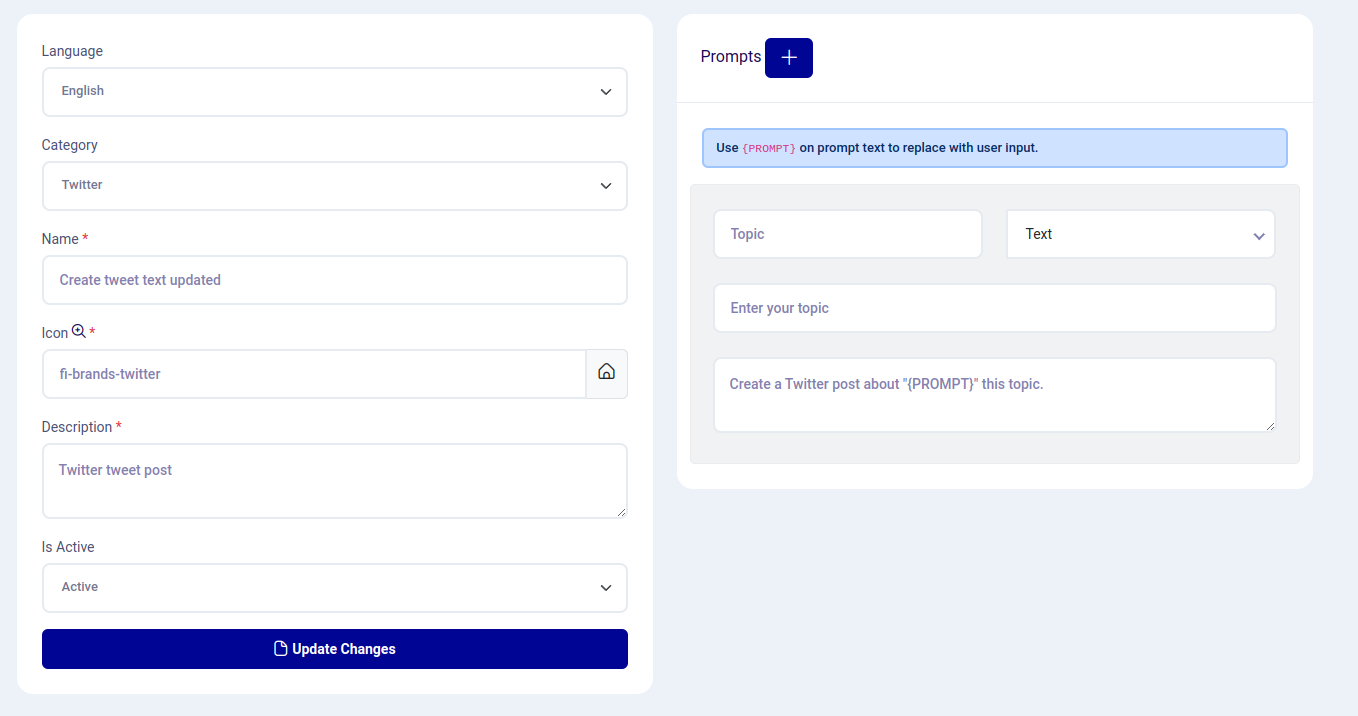 Language
English
Category
Twitter
Name *
Create tweet text updated
Icon *
fi-brands-twitter
Description *
Twitter tweet post
Is Active
Active
Update Changes
Prompts
Use {PROMPT} on prompt text to replace with user input.
Topic
Text
Enter your topic
Create a Twitter post about "{PROMPT}" this topic.